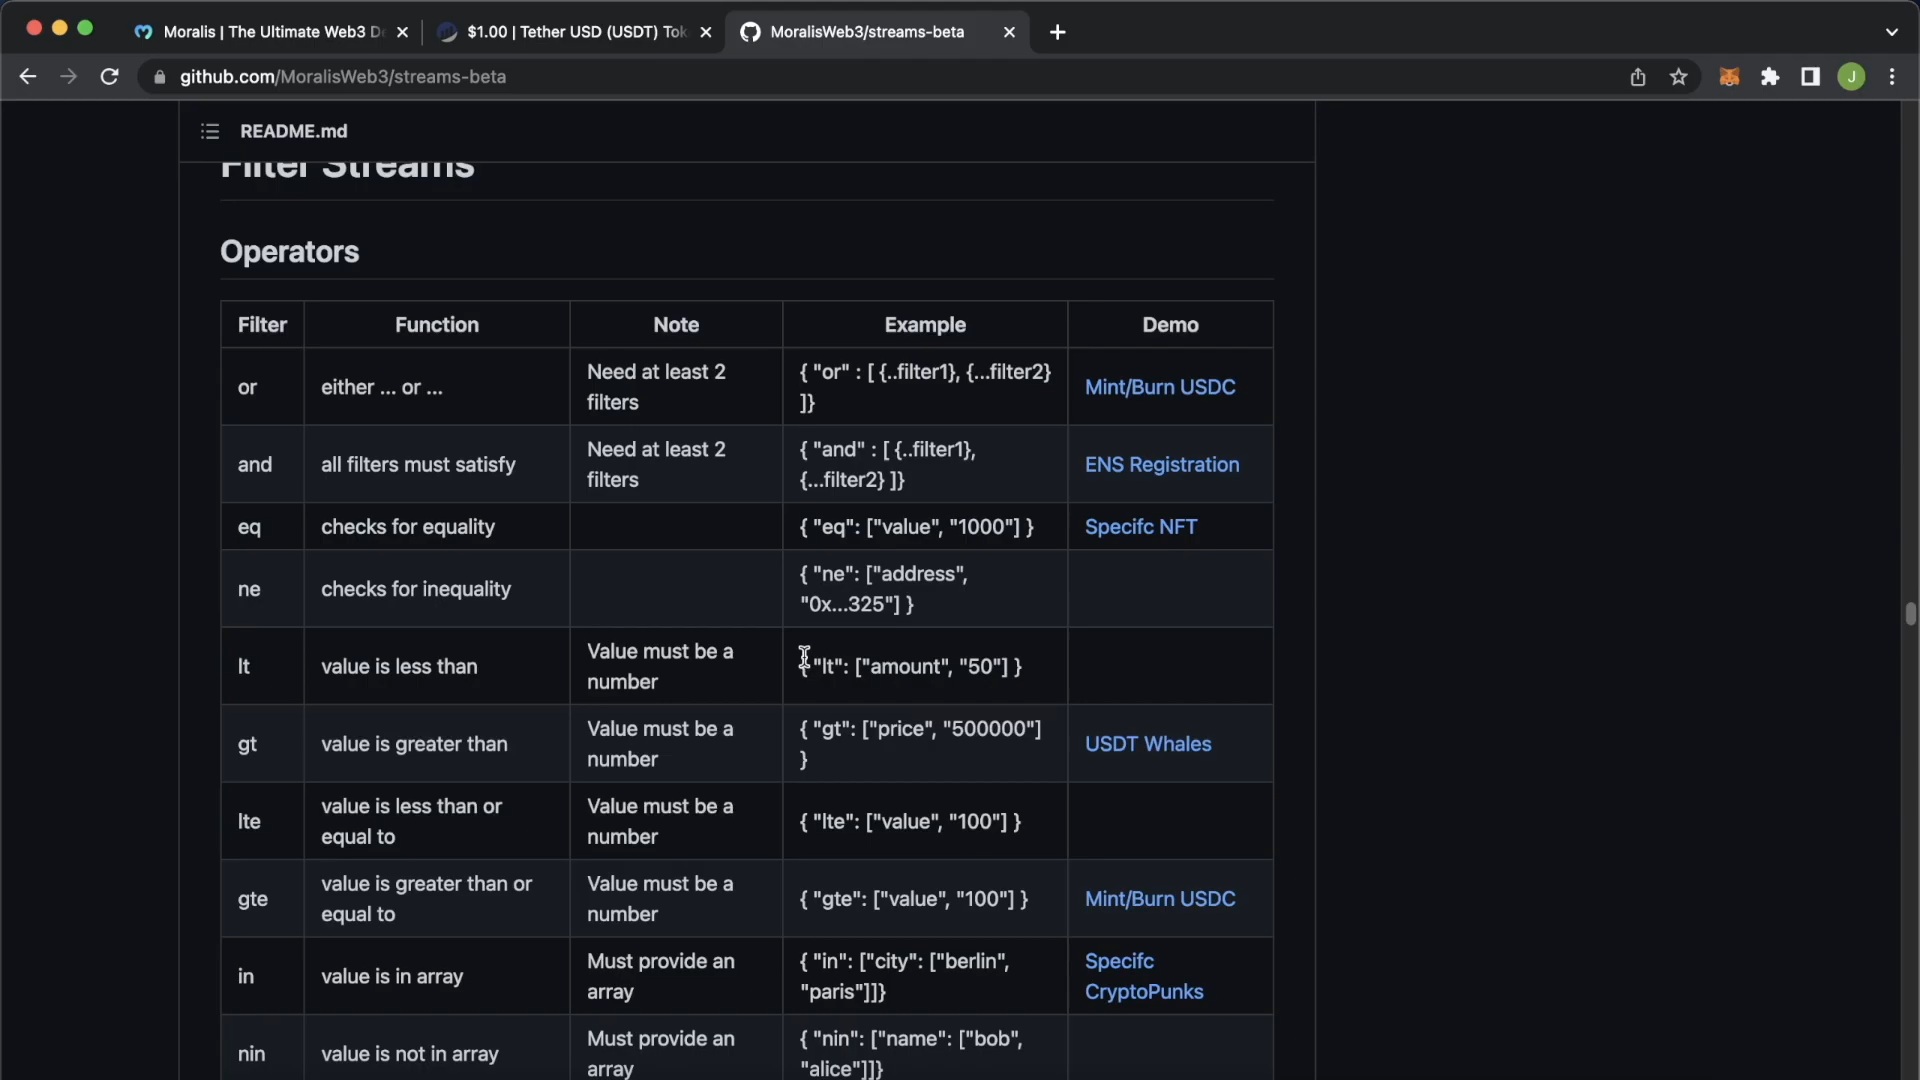 Moralis | The Ultimate Web3 De
$1.00 | Tether USD (USDT) Tok
MoralisWeb3/streams-beta
github.com/MoralisWeb3/streams-beta
J
README.md
Filter Streams
Operators
Filter Function Note Example Demo
or either ... or ... Need at least 2 filters { "or" : [ {..filter1}, {...filter2} ]} Mint/Burn USDC
and all filters must satisfy Need at least 2 filters { "and" : [ {..filter1}, {...filter2} ]} ENS Registration
eq checks for equality { "eq": ["value", "1000"] } Specifc NFT
ne checks for inequality { "ne": ["address", "0x...325"] }
lt value is less than Value must be a number { "lt": ["amount", "50"] }
gt value is greater than Value must be a number { "gt": ["price", "500000"] } USDT Whales
lte value is less than or equal to Value must be a number { "lte": ["value", "100"] }
gte value is greater than or equal to Value must be a number { "gte": ["value", "100"] } Mint/Burn USDC
in value is in array Must provide an array { "in": ["city": ["berlin", "paris"]]} Specifc CryptoPunks
nin value is not in array Must provide an array { "nin": ["name": ["bob", "alice"]]}